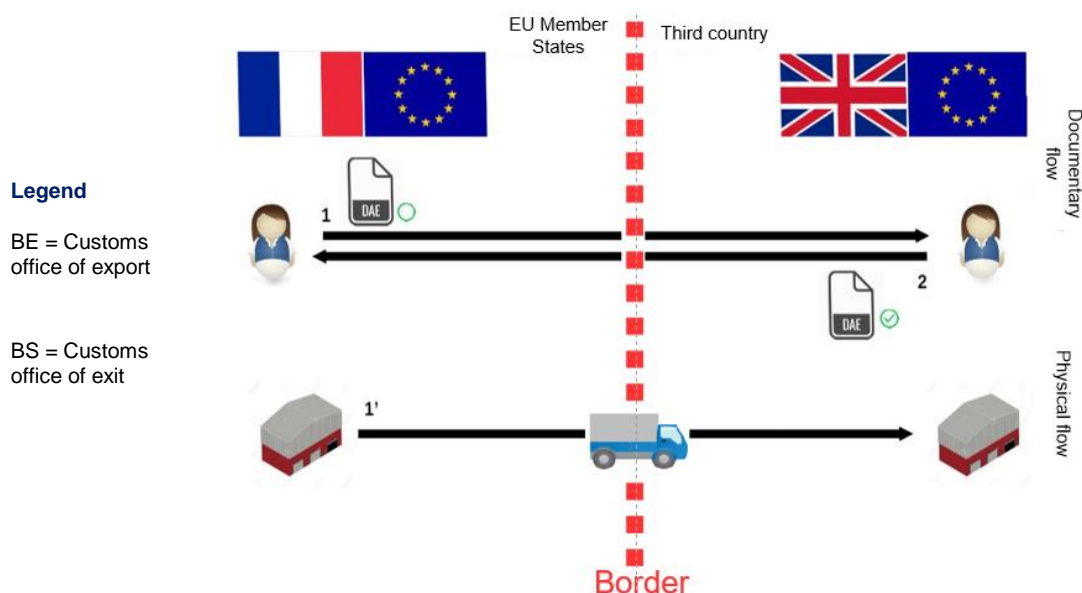 EU Member
States
Third country
Documentary
flow
Legend
BE = Customs
office of export
BS = Customs
office of exit
1
DAE
2
DAE
1'
Physical flow
Border